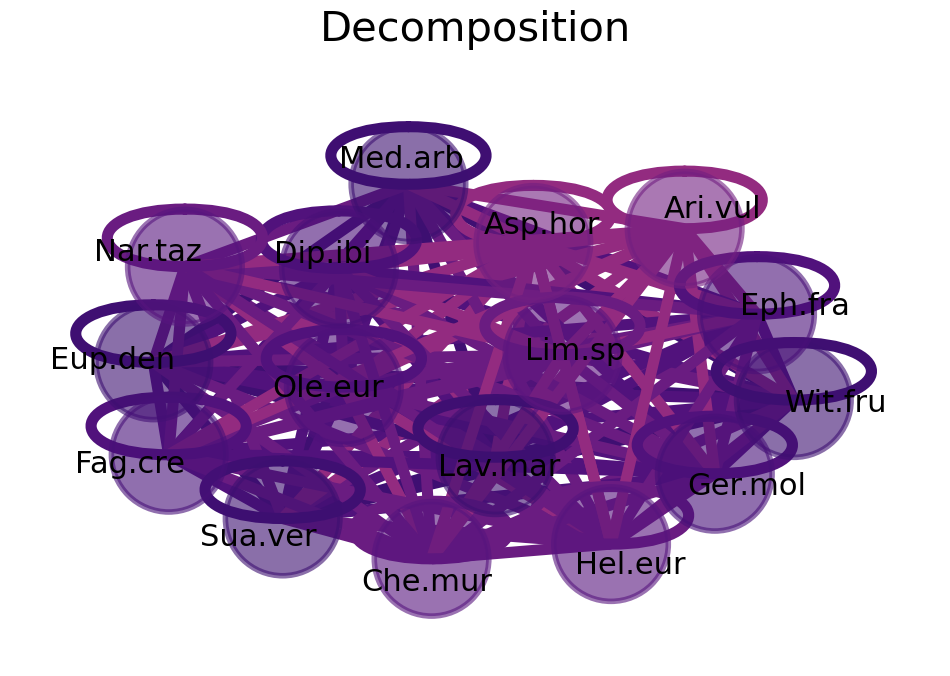 Decomposition
Med.arb
Ari.vul
Asp.hor
Nar.taz
Dip.ibi
Eph.fra
Lim.sp
Eup.den
Ole.eur
Wit.fru
Fag.cre
Lav.mar
Ger.mol
Sua.ver
Hel.eur
Che.mur